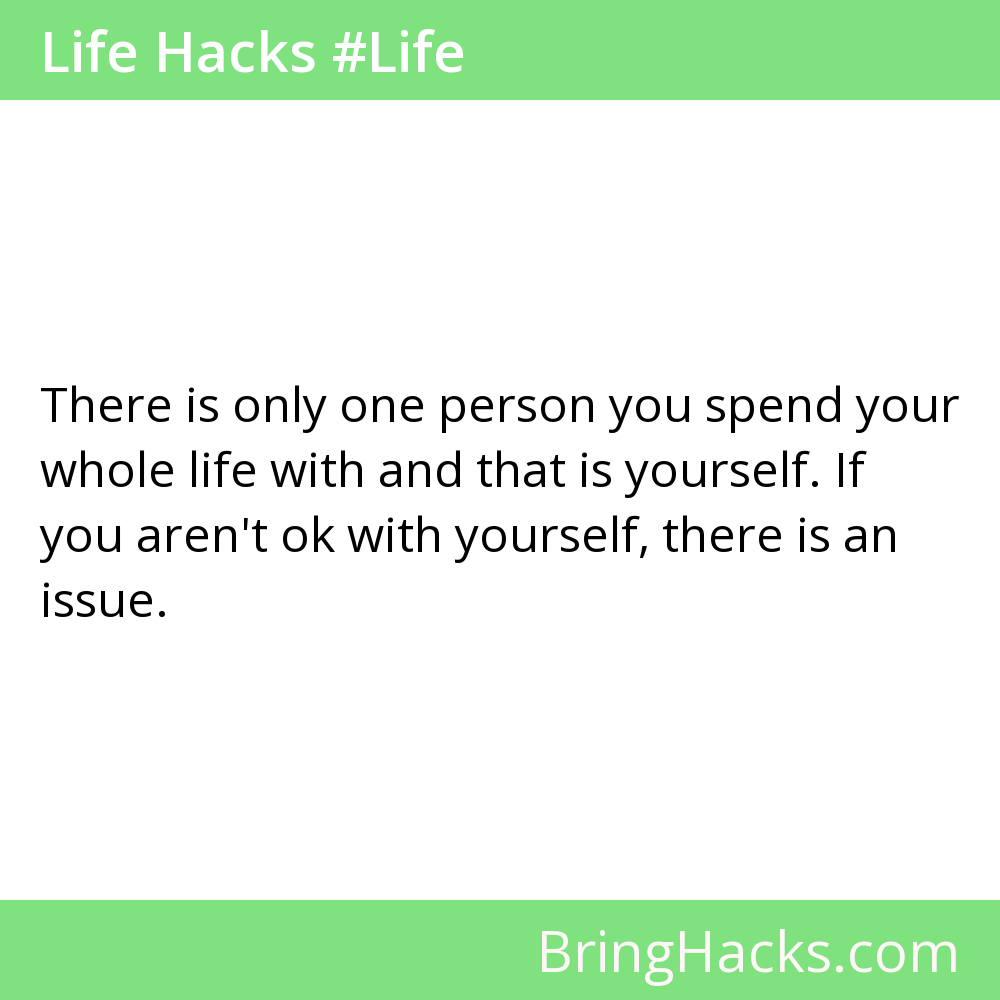 Life Hacks #Life
There is only one person you spend your
whole life with and that is yourself. If
you aren't ok with yourself, there is an
issue.
BringHacks.com